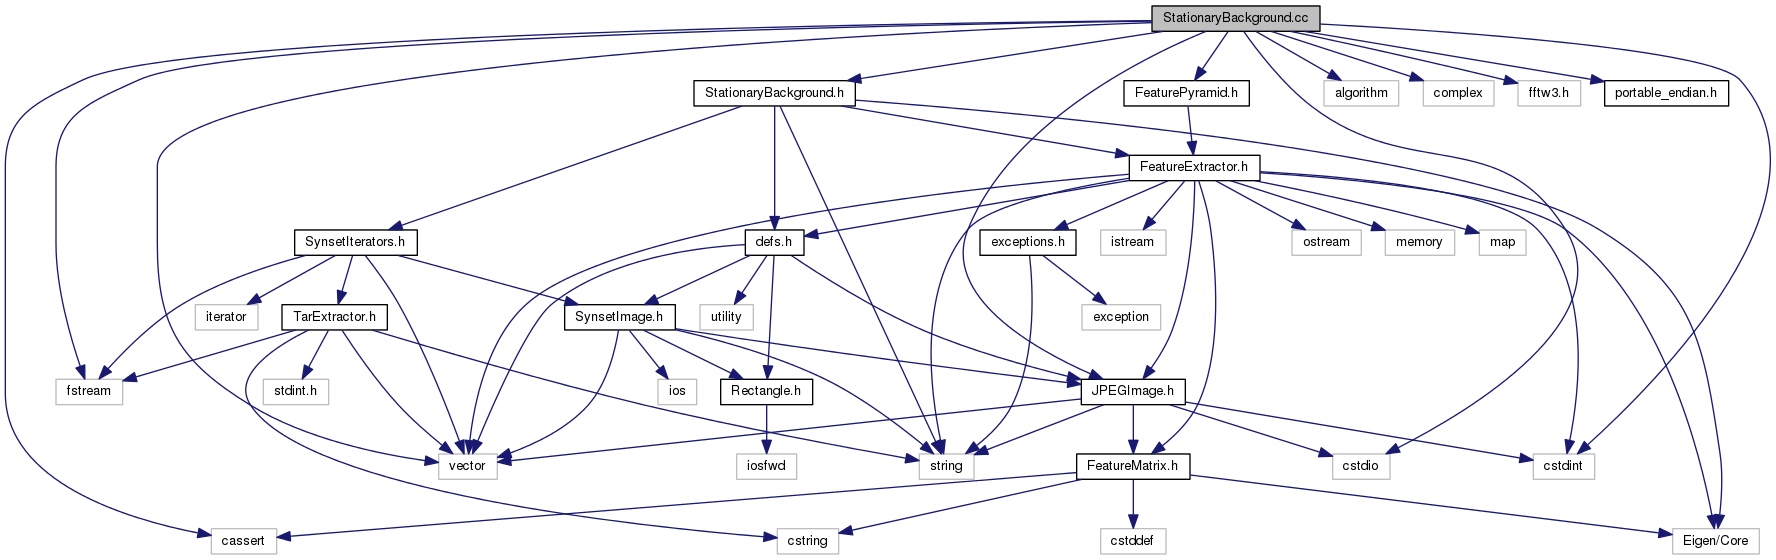 StationaryBackground.cc
StationaryBackground.h
FeaturePyramid.h
algorithm
complex
fftw3.h
portable_endian.h
FeatureExtractor.h
SynsetIterators.h
defs.h
exceptions.h
istream
ostream
memory
map
iterator
TarExtractor.h
SynsetImage.h
utility
exception
fstream
stdint.h
ios
Rectangle.h
JPEGImage.h
vector
iosfwd
string
FeatureMatrix.h
cstdio
cstdint
cassert
cstring
cstddef
Eigen/Core